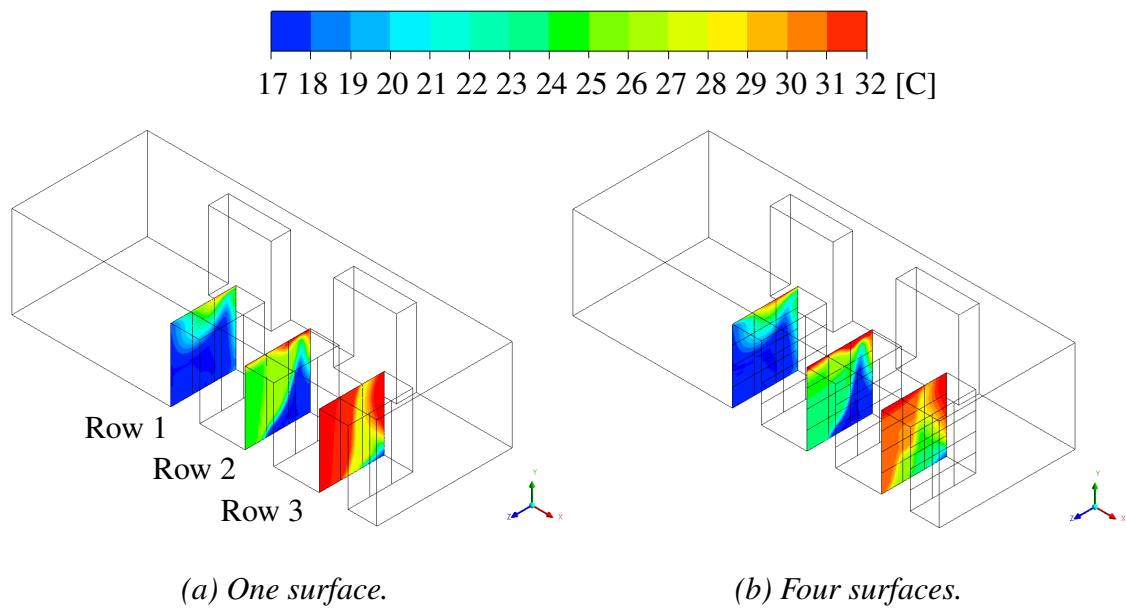 17 18 19 20 21 22 23 24 25 26 27 28 29 30 31 32 [C]
Row 1
Row 2
Row 3
Y
Z
X
Y
Z
X
(a) One surface.
(b) Four surfaces.